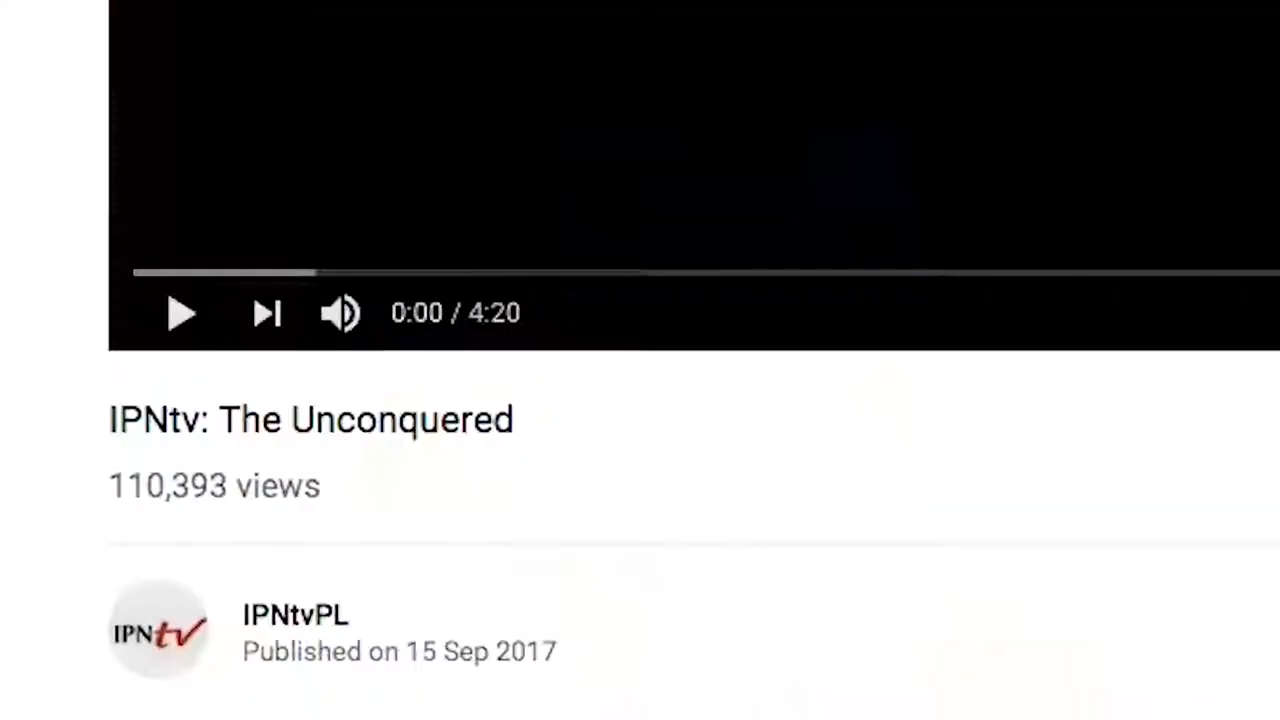 0:00 / 4:20
IPNtv: The Unconquered
110,393 views
IPNtv
IPNtvPL
Published on 15 Sep 2017